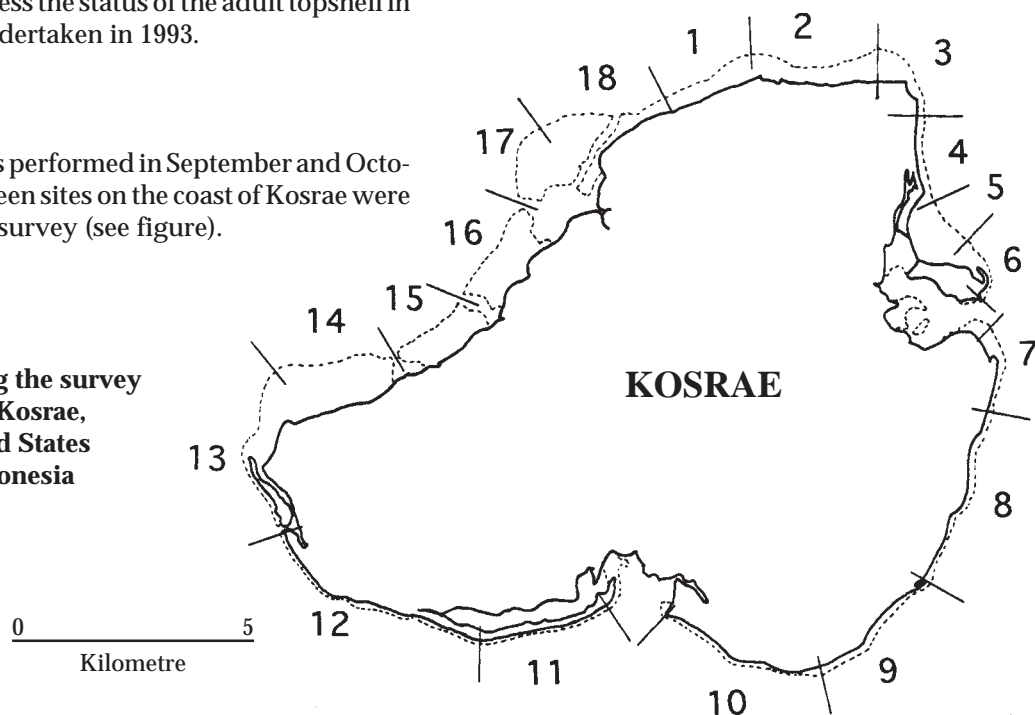 ess the status of the adult topshell in
dertaken in 1993.
s performed in September and Octo-
een sites on the coast of Kosrae were
survey (see figure).
g the survey
Kosrae,
d States
onesia
KOSRAE
1
2
3
4
5
6
7
8
9
10
11
12
13
14
15
16
17
18
0 5
Kilometre